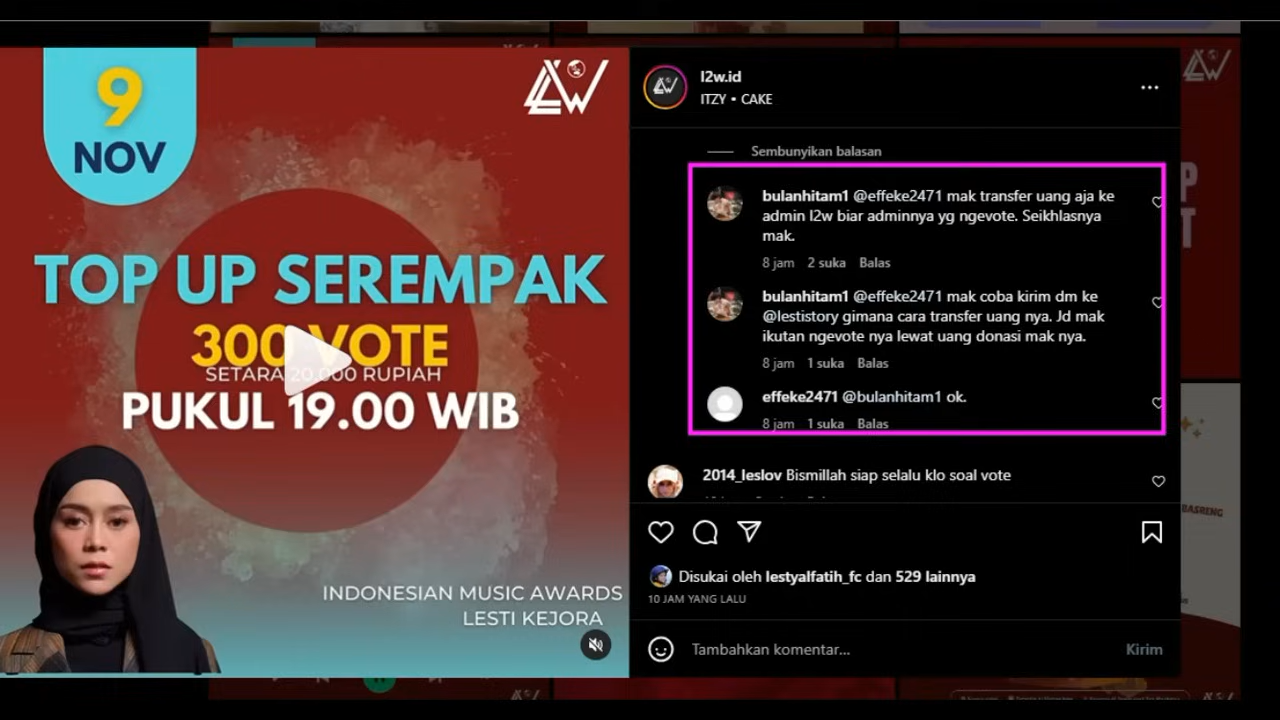 9
NOV
LW
TOP UP SEREMPAK
300 VOTE
SETARA 20.000 RUPIAH
PUKUL 19.00 WIB
INDONESIAN MUSIC AWARDS
LESTI KEJORA
l2w.id
ITZY • CAKE
Sembunyikan balasan
bulanhitam1 @effeke2471 mak transfer uang aja ke
admin l2w biar adminnya yg ngevote. Seikhlasnya
mak.
8 jam 2 suka Balas
bulanhitam1 @effeke2471 mak coba kirim dm ke
@lestistory gimana cara transfer uang nya. Jd mak
ikutan ngevote nya lewat uang donasi mak nya.
8 jam 1 suka Balas
effeke2471 @bulanhitam1 ok.
8 jam 1 suka Balas
2014_leslov Bismillah siap selalu klo soal vote
Disukai oleh lestyalfatih_fc dan 529 lainnya
10 JAM YANG LALU
Tambahkan komentar...
Kirim
BASRENG